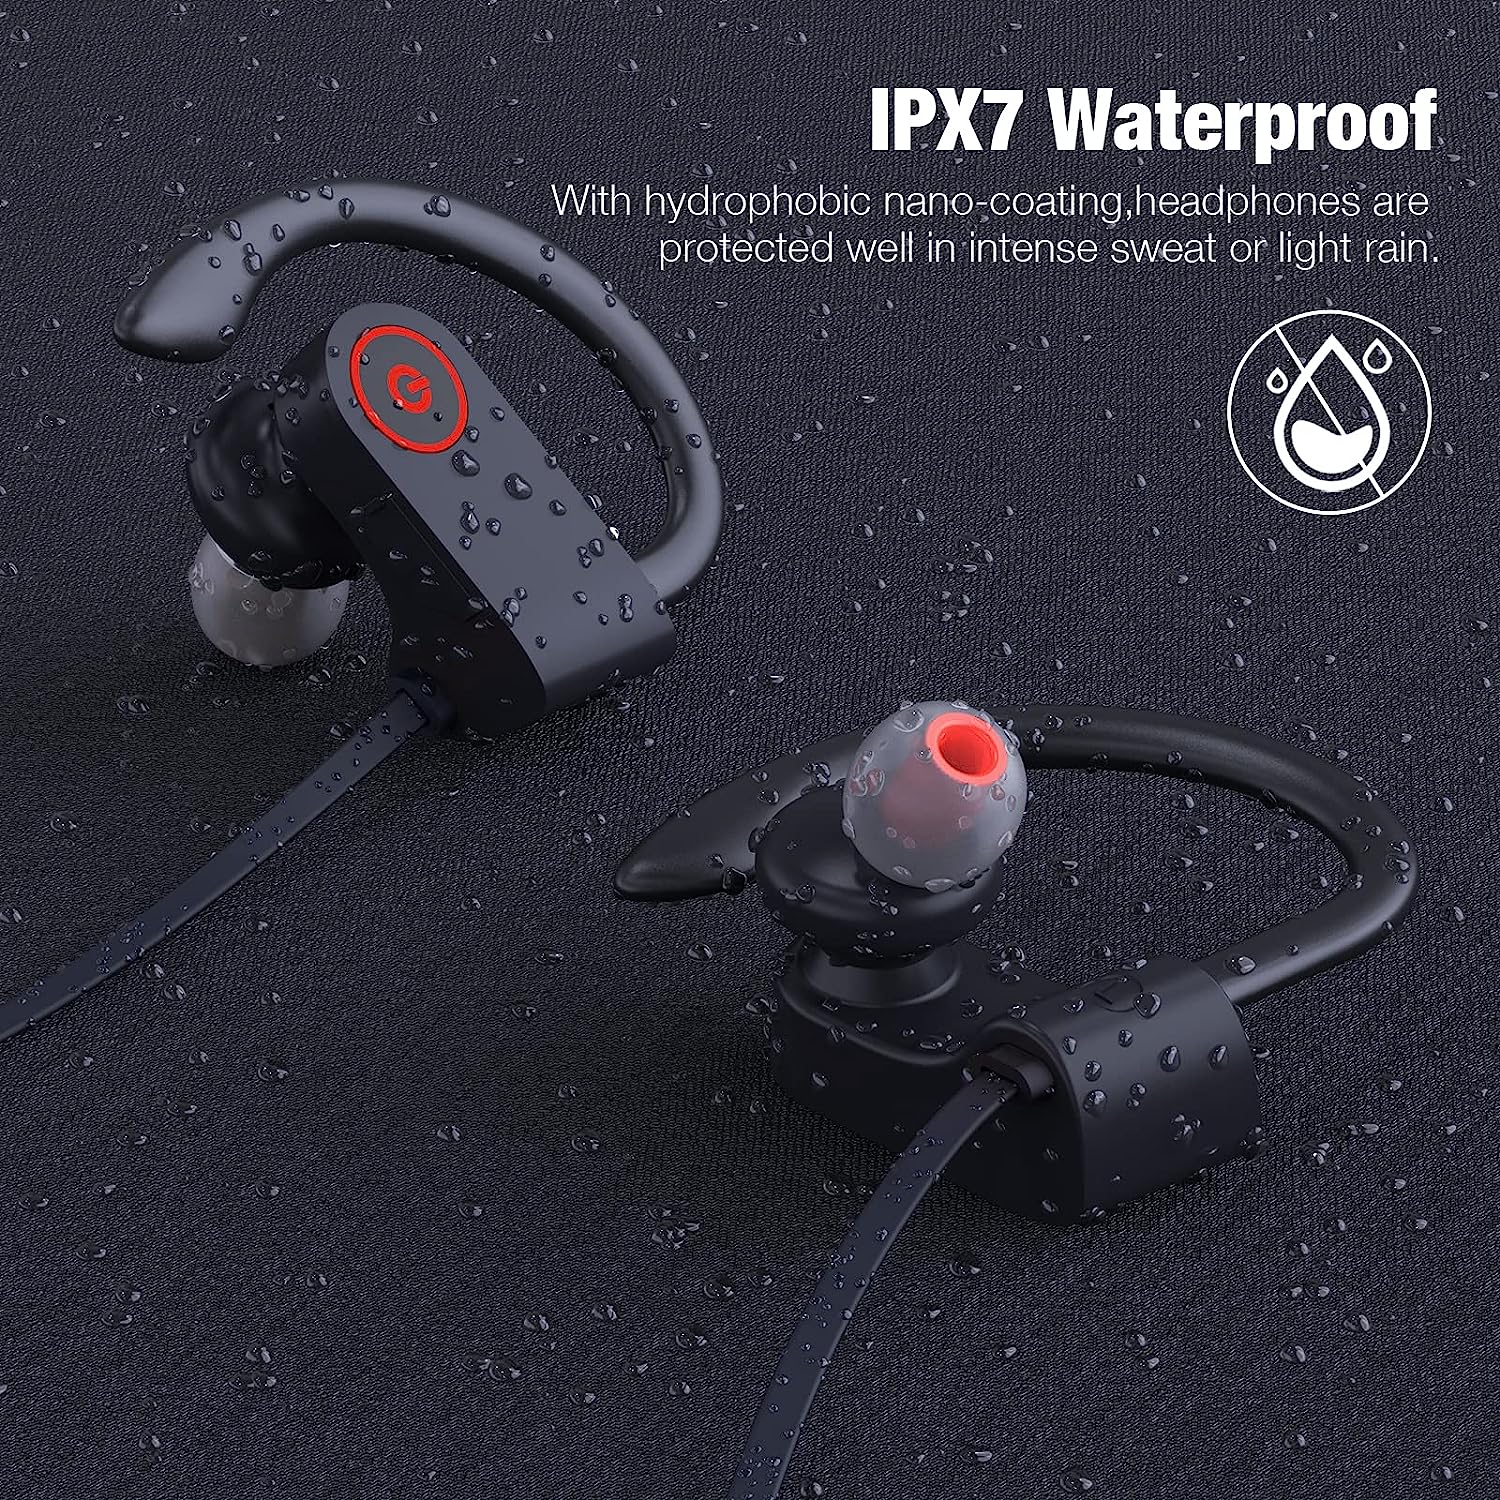 IPX7 Waterproof
With hydrophobic nano-coating,headphones are
protected well in intense sweat or light rain.